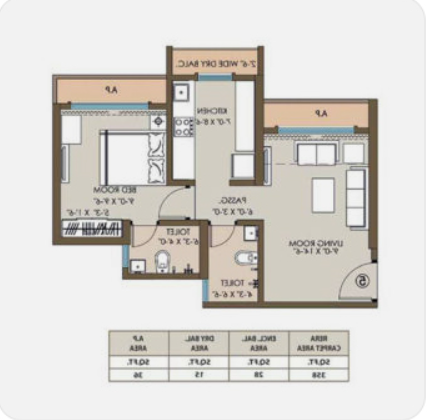 2'-6" WIDE DRY BALC.
A.P
A.P
KITCHEN
7'-0" X 8'-6"
BED ROOM
9'-0" X 9'-6"
5'-3" X 1'-6"
PASSG.
6'-0" X 3'-0"
LIVING ROOM
9'-0" X 14'-6"
TOILET
6'-3" X 4'-0"
TOILET
4'-3" X 6'-6"
5
RERA CARPET AREA ENCL. BAL. AREA DRY BAL. AREA A.P AREA
SQ.FT. SQ.FT. SQ.FT. SQ.FT.
358 28 15 36